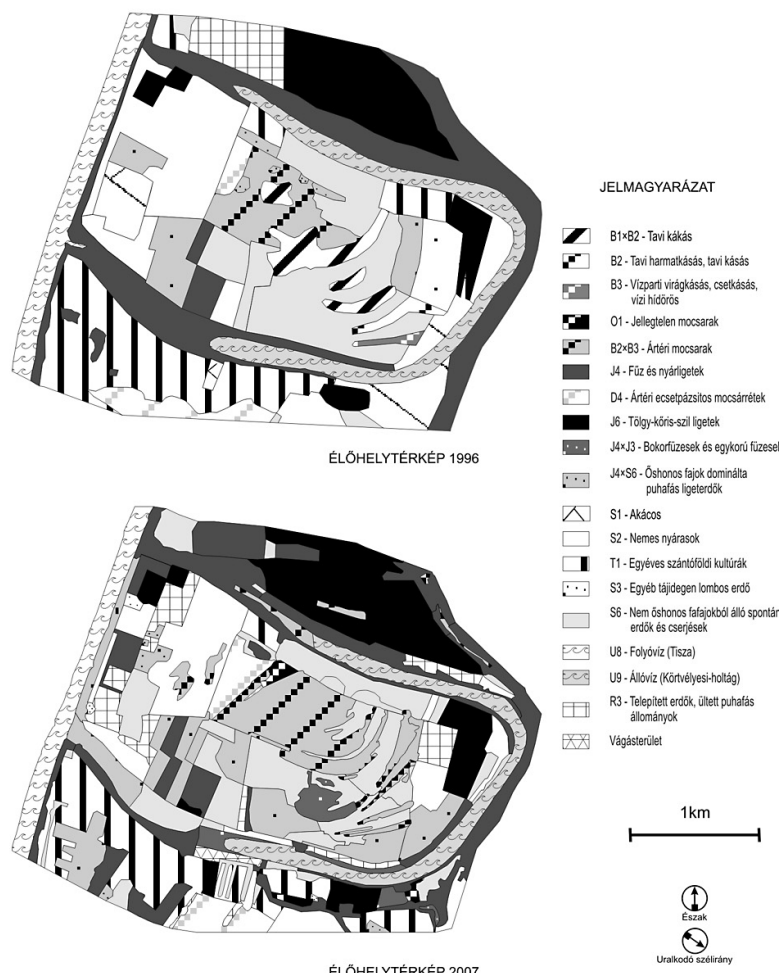 ÉLŐHELYTÉRKÉP 1996
ÉLŐHELYTÉRKÉP 2007
JELMAGYARÁZAT
B1×B2 - Tavi kákás
B2 - Tavi harmatkásás, tavi kásás
B3 - Vízparti virágkásás, csetkásás,
vízi hídőrös
O1 - Jellegtelen mocsarak
B2×B3 - Ártéri mocsarak
J4 - Fűz és nyárligetek
D4 - Ártéri ecsetpázsitos mocsárrétek
J6 - Tölgy-kőris-szil ligetek
J4×J3 - Bokorfüzesek és egykorú füzesek
J4×S6 - Őshonos fajok dominálta
puhafás ligeterdők
S1 - Akácos
S2 - Nemes nyárasok
T1 - Egyéves szántóföldi kultúrák
S3 - Egyéb tájidegen lombos erdő
S6 - Nem őshonos fafajokból álló spontán
erdők és cserjések
U8 - Folyóvíz (Tisza)
U9 - Állóvíz (Körtvélyesi-holtág)
R3 - Telepített erdők, ültett puhafás
állományok
Vágásterület
1km
Észak
Uralkodó szélirány